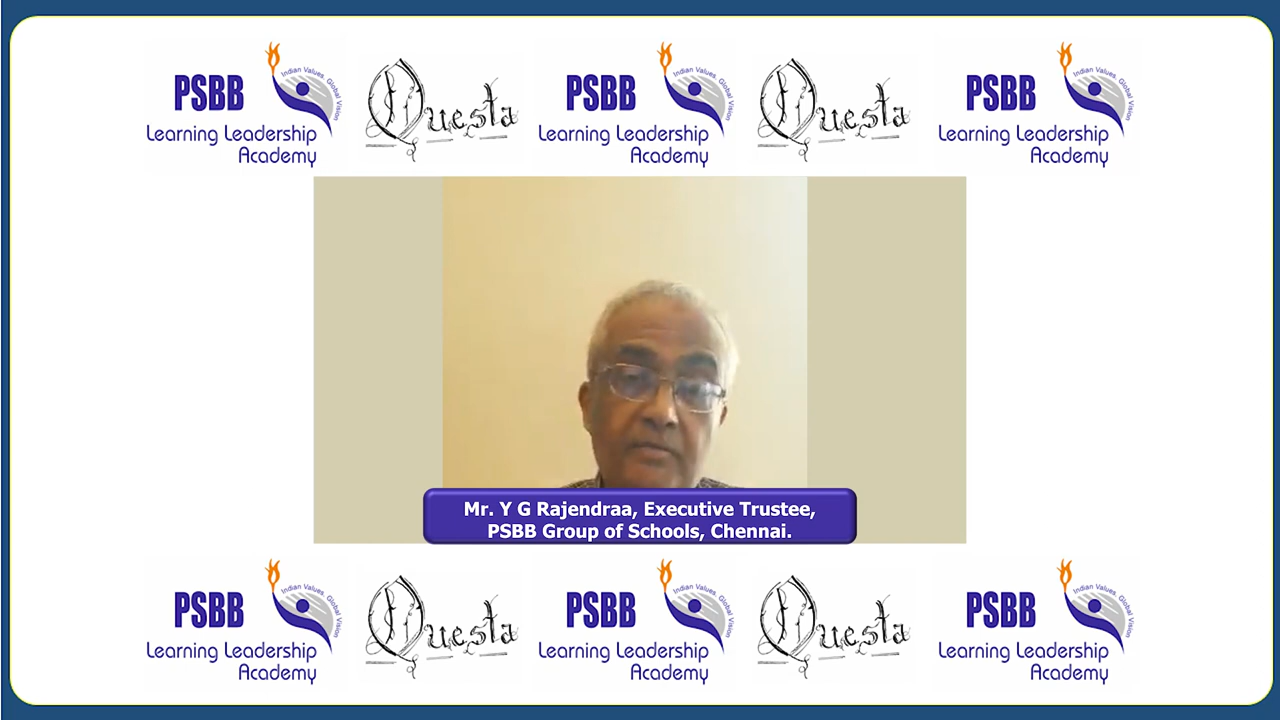 PSBB
Indian Values, Global Vision
Learning Leadership
Academy
Questa
PSBB
Indian Values, Global Vision
Learning Leadership
Academy
Questa
PSBB
Indian Values, Global Vision
Learning Leadership
Academy
Mr. Y G Rajendraa, Executive Trustee,
PSBB Group of Schools, Chennai.
PSBB
Indian Values, Global Vision
Learning Leadership
Academy
Questa
PSBB
Indian Values, Global Vision
Learning Leadership
Academy
Questa
PSBB
Indian Values, Global Vision
Learning Leadership
Academy